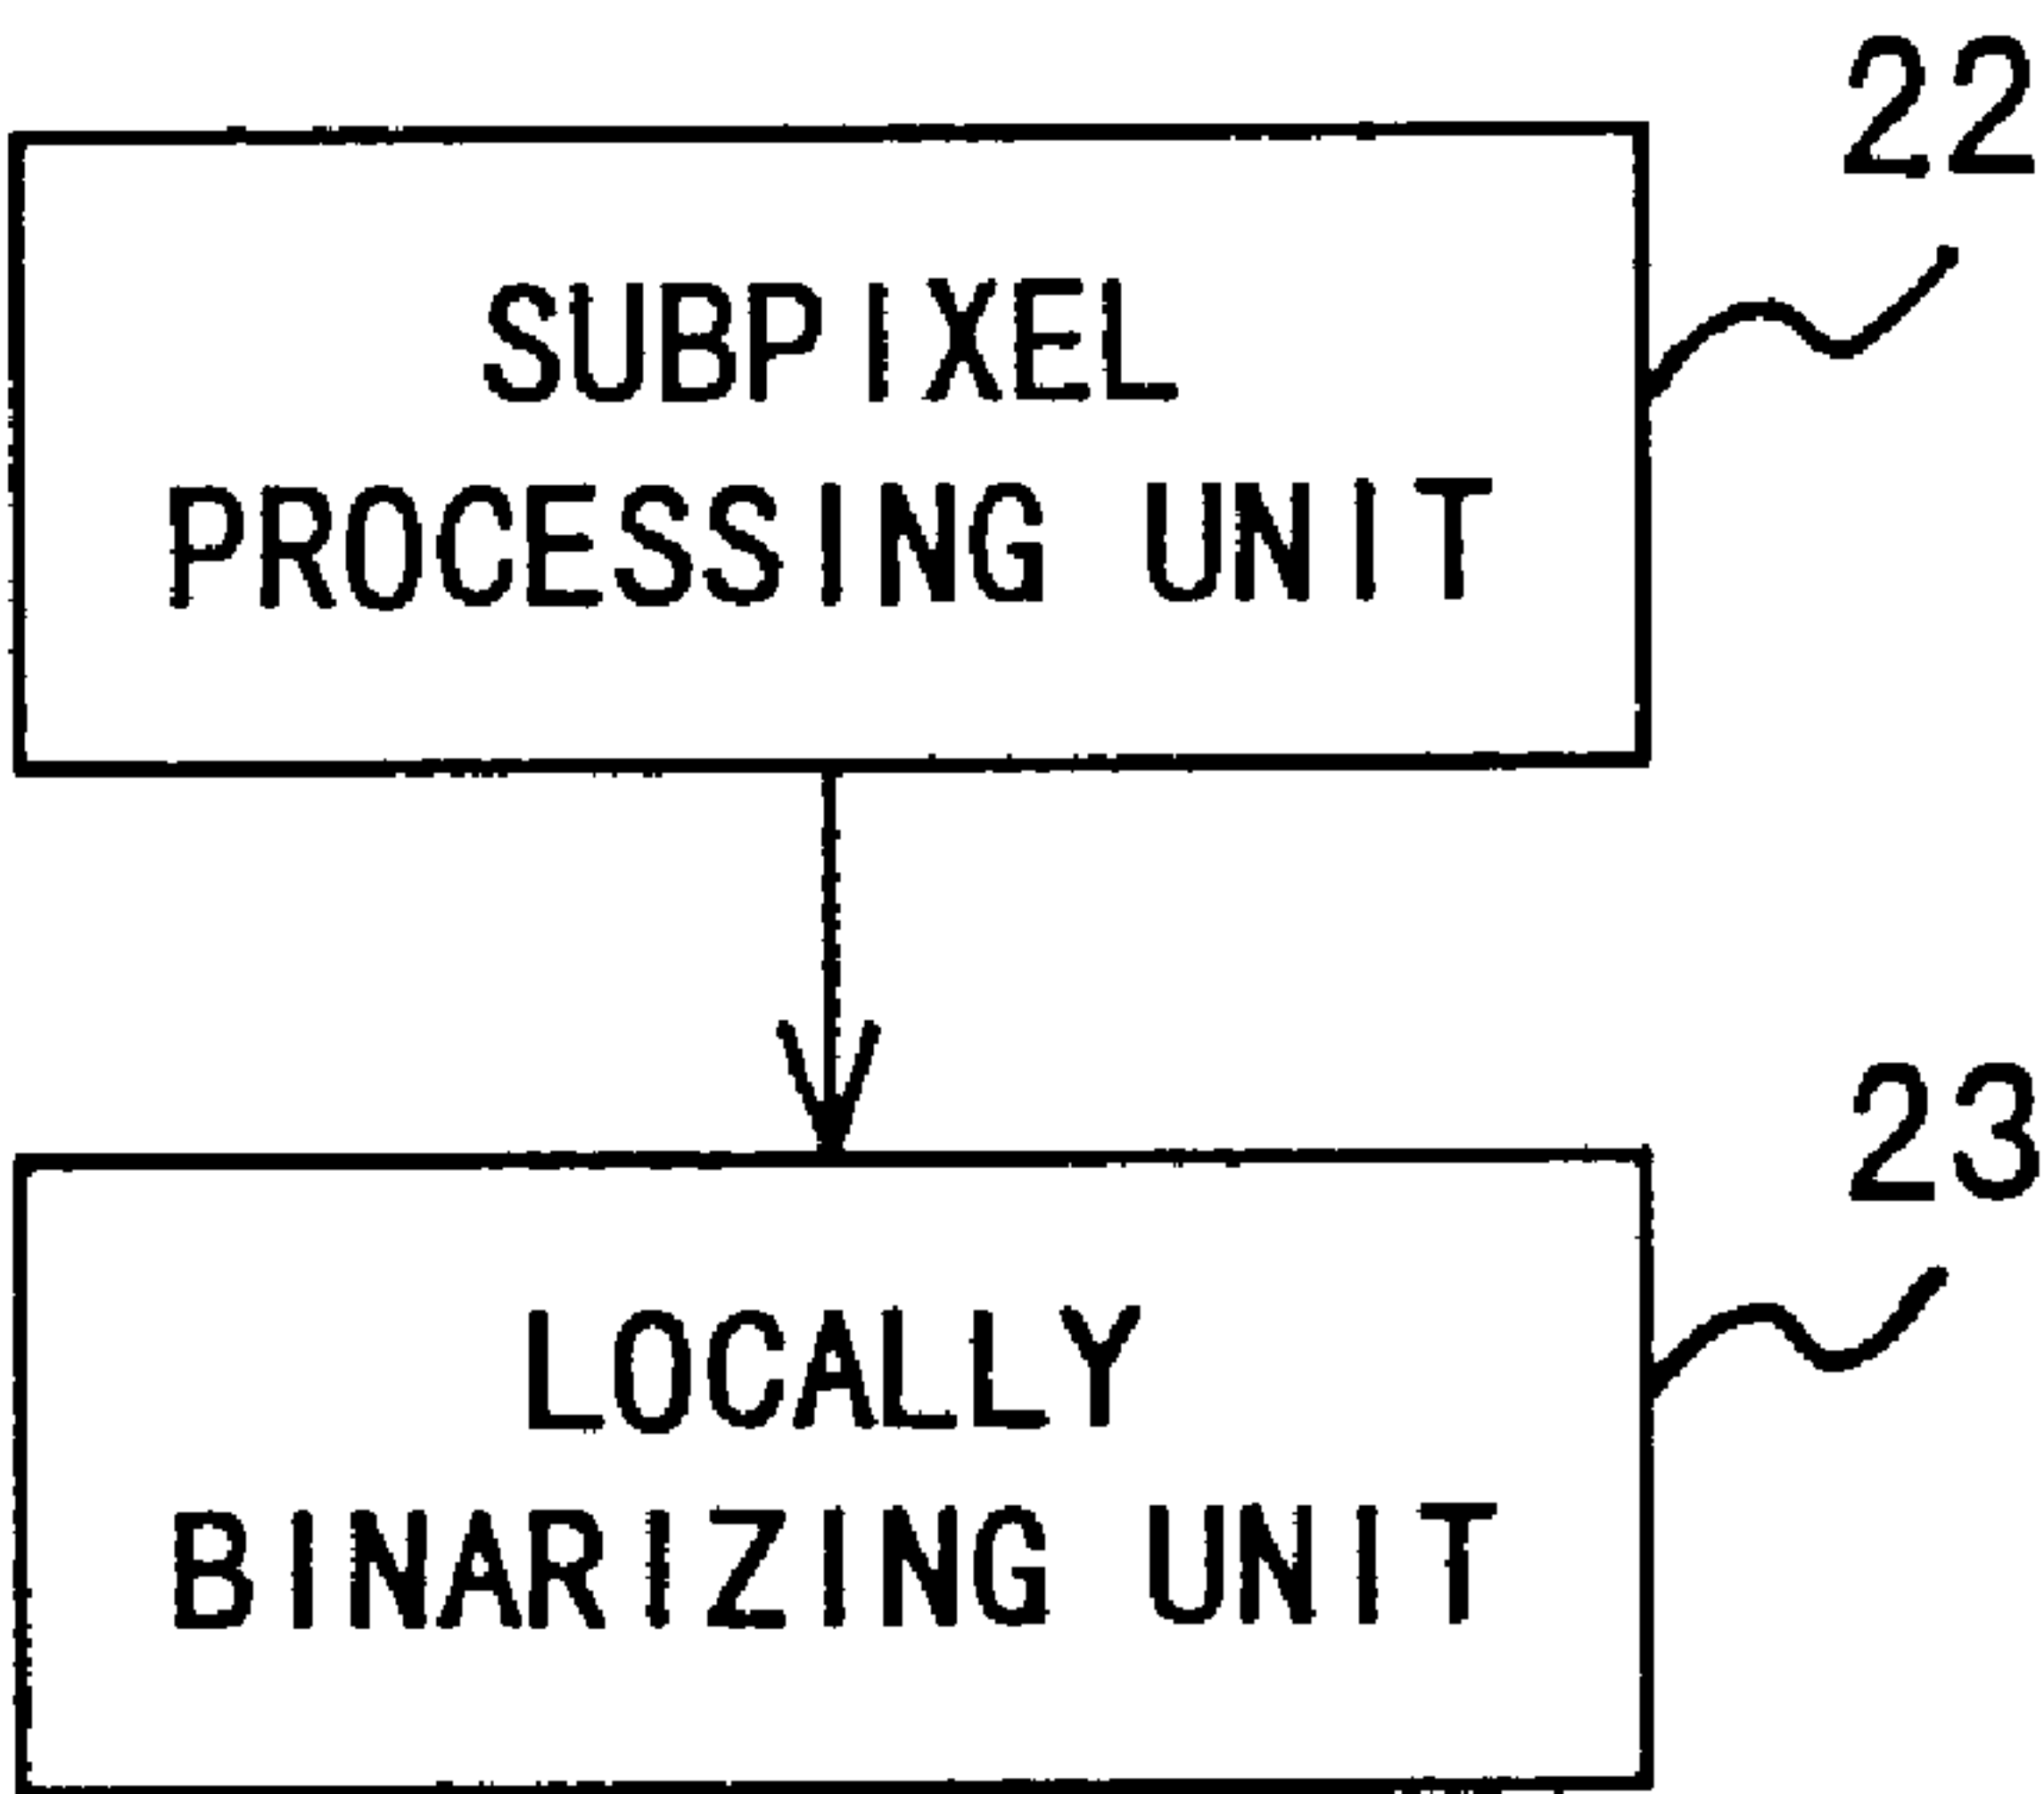 22
SUBPIXEL
PROCESSING UNIT
23
LOCALLY
BINARIZING UNIT